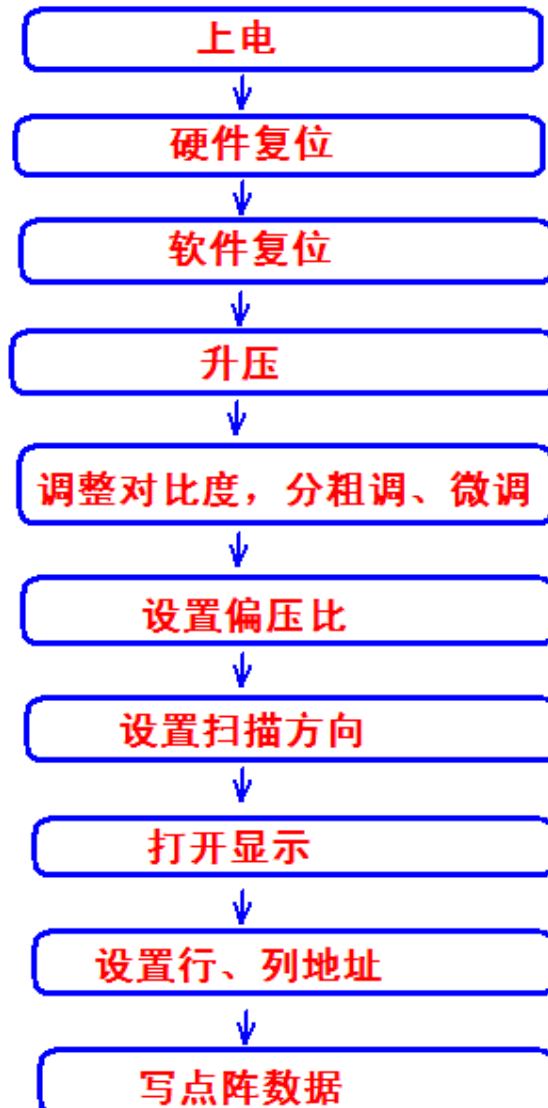 上电
硬件复位
软件复位
升压
调整对比度，分粗调、微调
设置偏压比
设置扫描方向
打开显示
设置行、列地址
写点阵数据